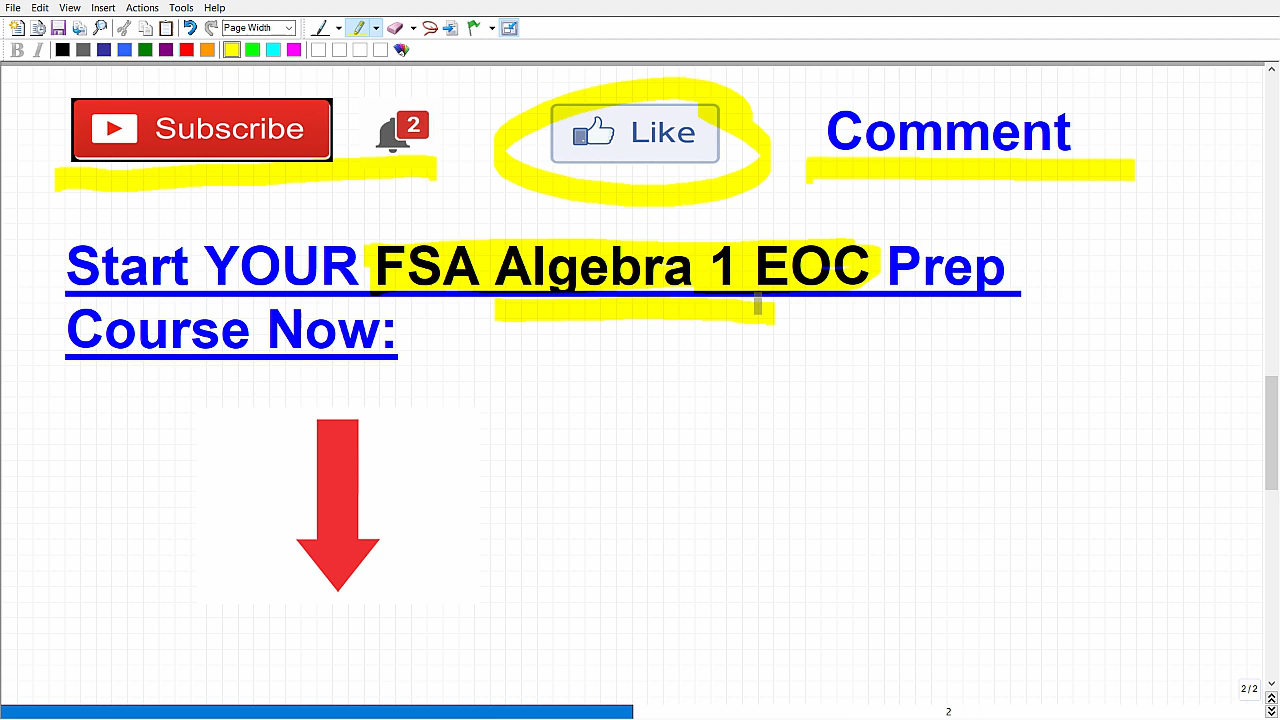 File Edit View Insert Actions Tools Help
Page Width
B I
Subscribe 2 Like Comment
Start YOUR FSA Algebra 1 EOC Prep
Course Now:
2/2
2